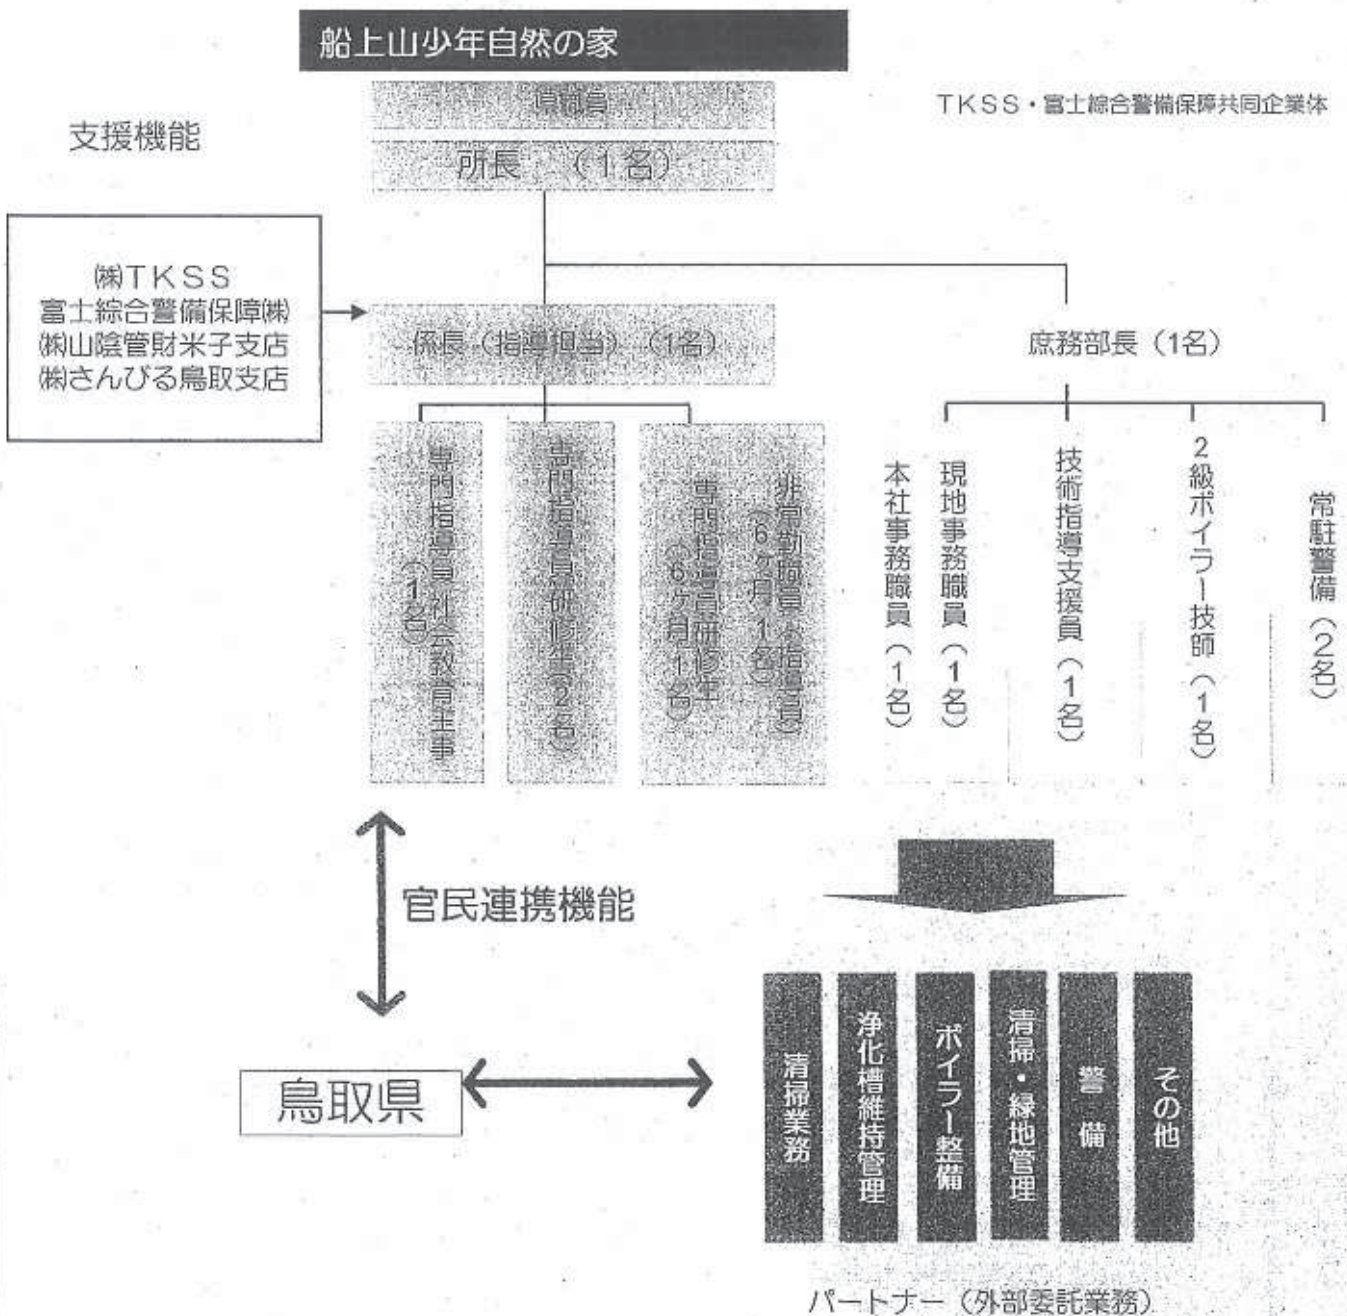 船上山少年自然の家
県職員
TKSS・富士綜合警備保障共同企業体
支援機能
所長 (1名)
㈱TKSS
富士綜合警備保障㈱
㈱山陰管財米子支店
㈱さんびる鳥取支店
係長(指導担当) (1名)
庶務部長(1名)
専門指導員 社会教育主事
(1名)
専門指導員研修生(2名)
非常勤職員(指導員)
(6ヶ月 1名)
専門指導員研修生
(6ヶ月1名)
本社事務職員(1名)
現地事務職員(1名)
技術指導支援員(1名)
2級ボイラー技師(1名)
常駐警備(2名)
官民連携機能
鳥取県
清掃業務
浄化槽維持管理
ボイラー整備
清掃・緑地管理
警備
その他
パートナー(外部委託業務)